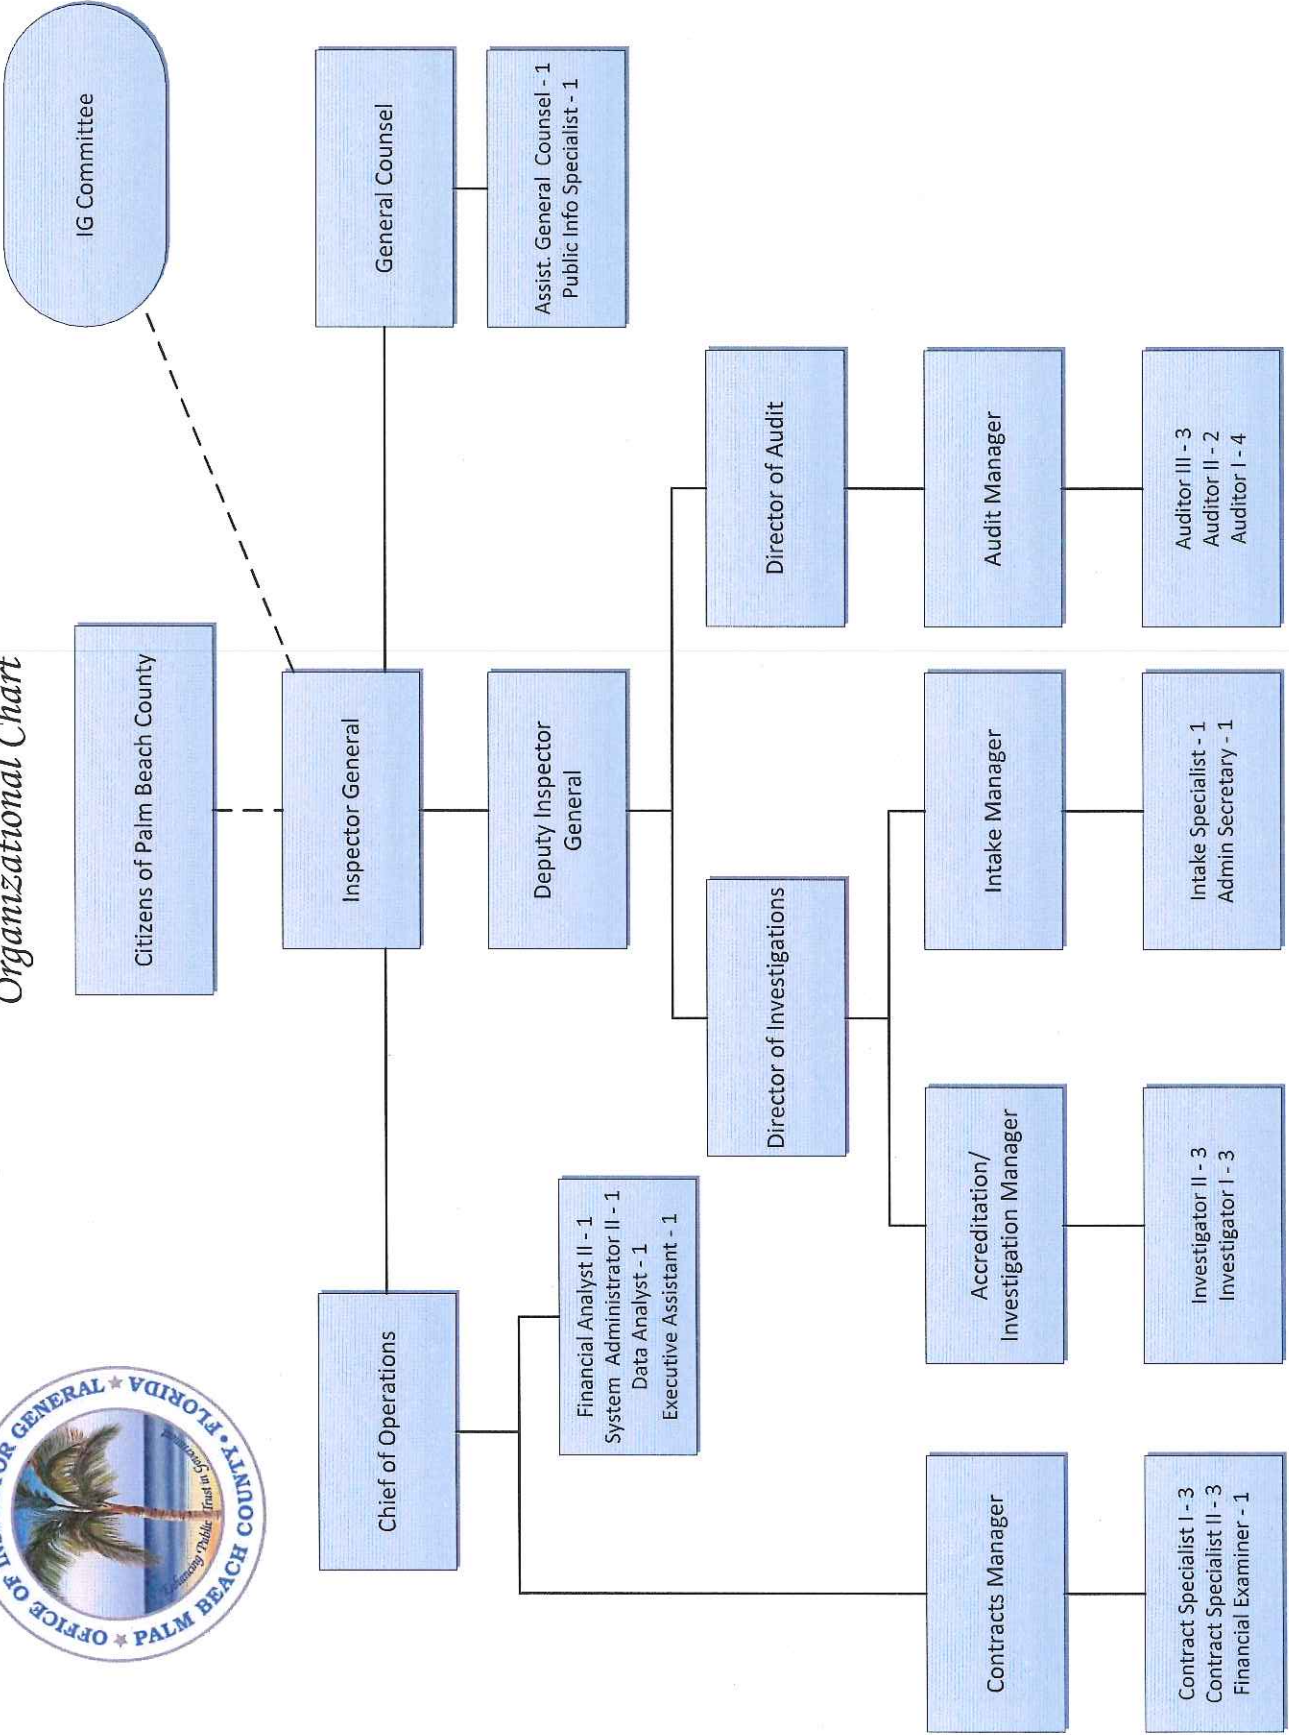 Organizational Chart
OFFICE OF
GENERAL
PALM BEACH COUNTY, FLORIDA
Enhancing Public Trust in Government
Citizens of Palm Beach County
IG Committee
Inspector General
Chief of Operations
General Counsel
Deputy Inspector
General
Assist. General Counsel - 1
Public Info Specialist - 1
Financial Analyst II - 1
System Administrator II - 1
Data Analyst - 1
Executive Assistant - 1
Director of Investigations
Director of Audit
Contracts Manager
Accreditation/
Investigation Manager
Intake Manager
Audit Manager
Contract Specialist I - 3
Contract Specialist II - 3
Financial Examiner - 1
Investigator II - 3
Investigator I - 3
Intake Specialist - 1
Admin Secretary - 1
Auditor III - 3
Auditor II - 2
Auditor I - 4